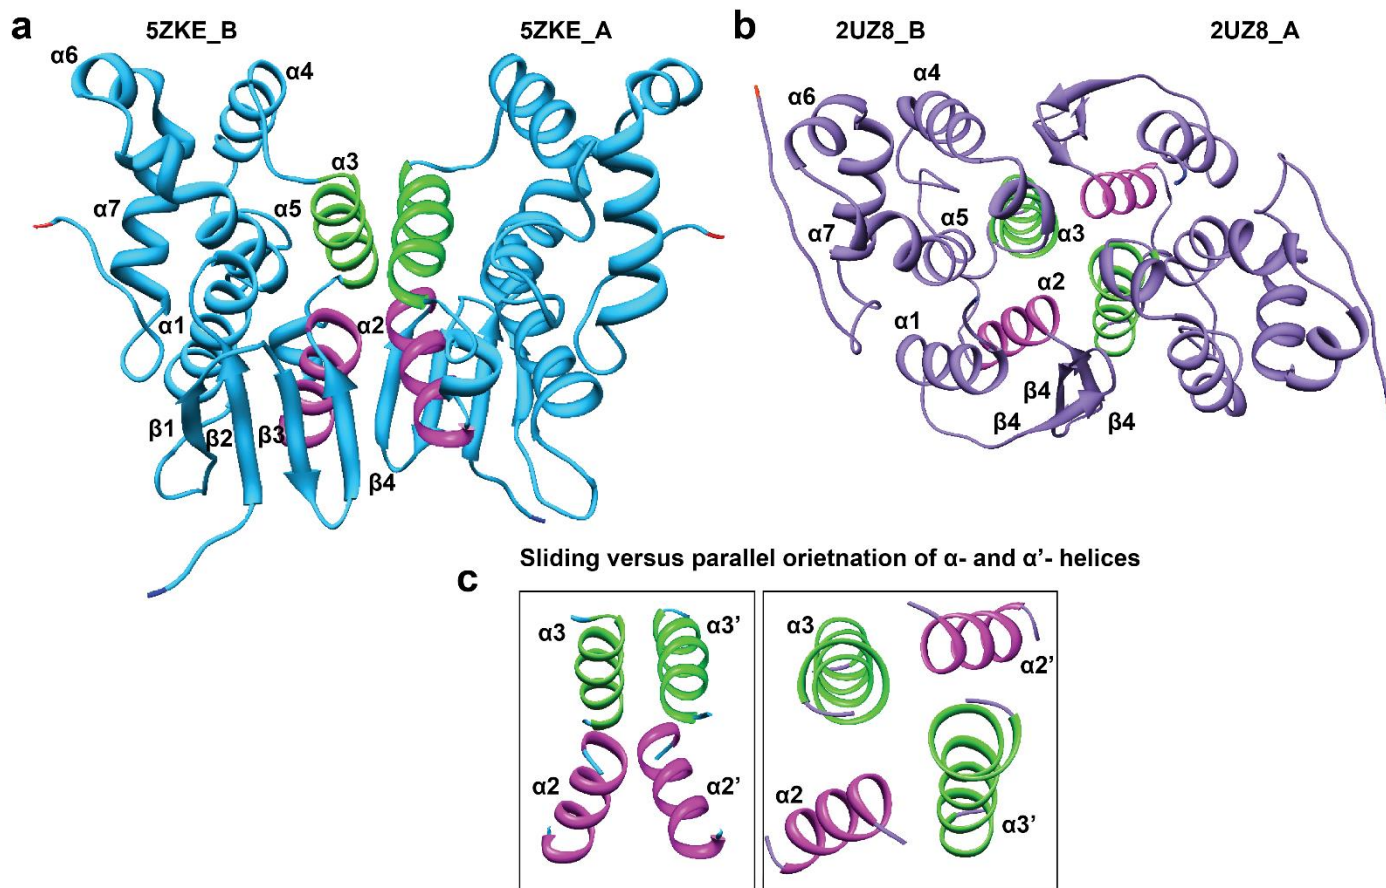 a
5ZKE_B
5ZKE_A
α6
α4
α3
α7
α5
α1
α2
β1
β2
β3
β4
b
2UZ8_B
2UZ8_A
α4
α6
α7
α5
α3
α2
α1
β4
β4
β4
Sliding versus parallel orietnation of α- and α’- helices
c
α3
α3’
α2
α2’
α3
α2’
α2
α3’